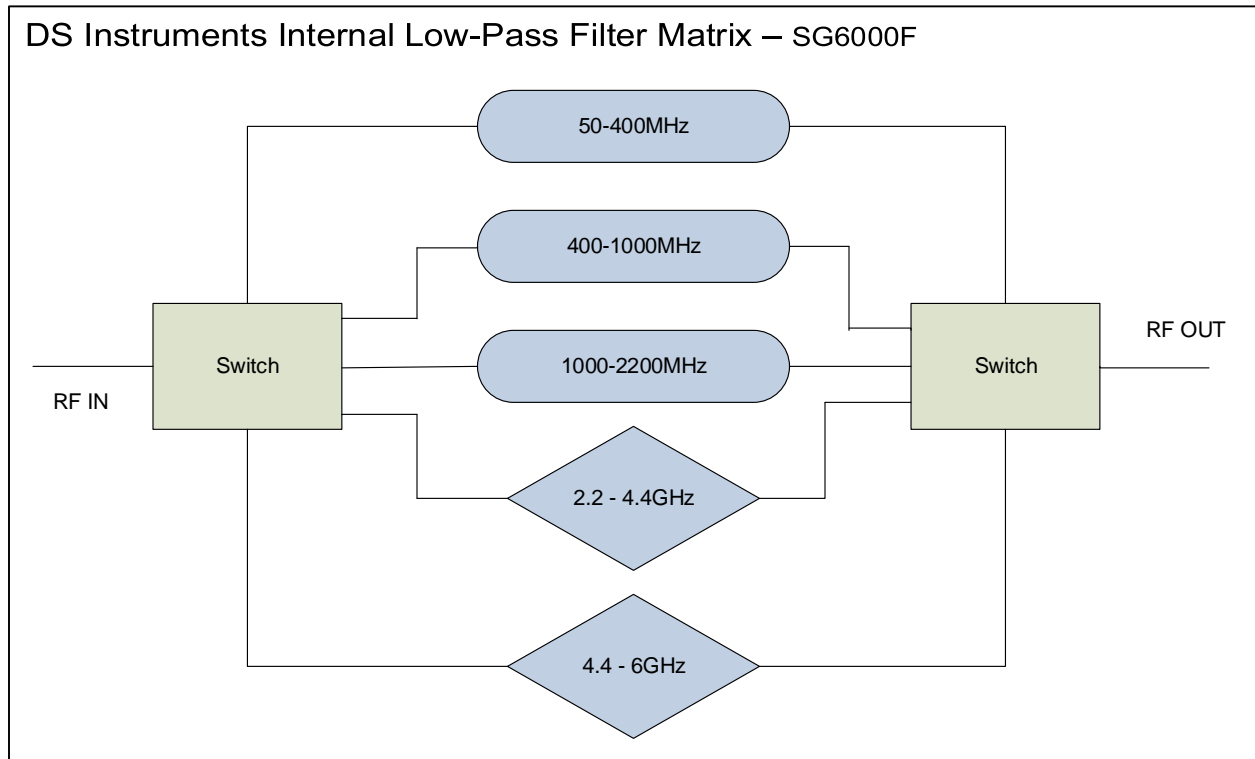 DS Instruments Internal Low-Pass Filter Matrix – SG6000F
50-400MHz
400-1000MHz
Switch
1000-2200MHz
Switch
RF OUT
RF IN
2.2 - 4.4GHz
4.4 - 6GHz